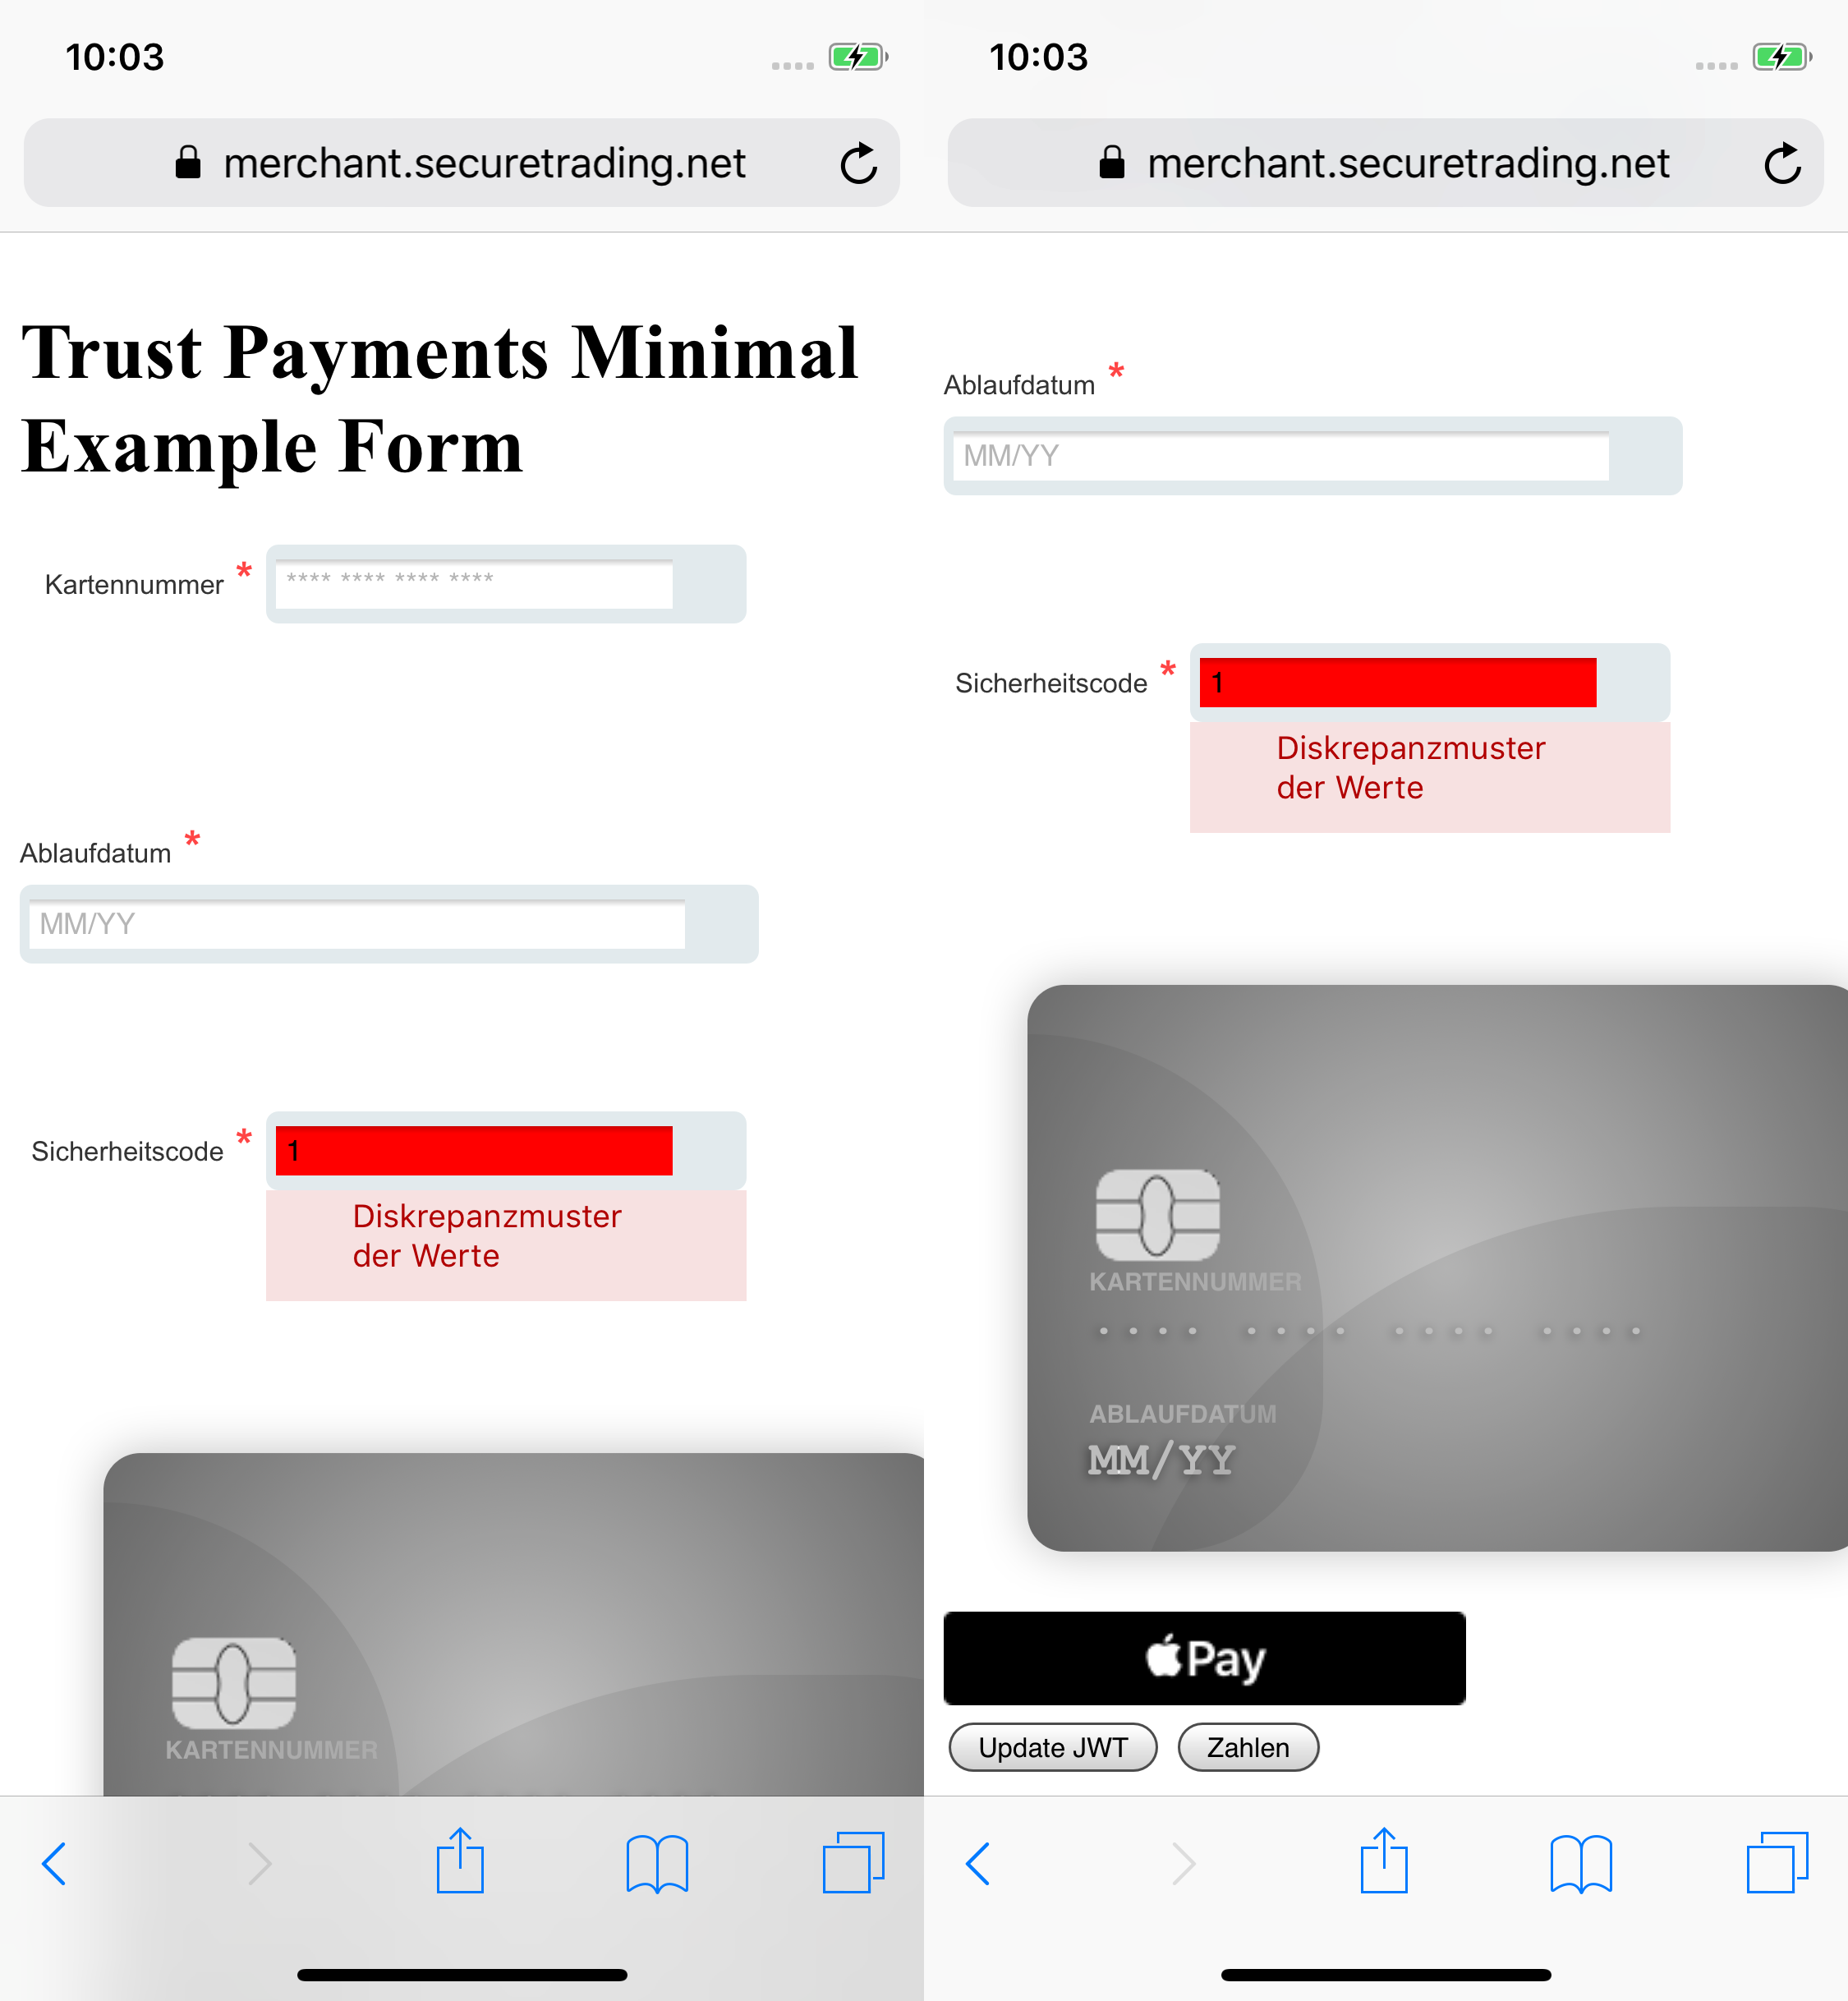 10:03
merchant.securetrading.net
Trust Payments Minimal
Example Form
Kartennummer *
**** **** **** ****
Ablaufdatum *
MM/YY
Sicherheitscode *
1
Diskrepanzmuster
der Werte
KARTENNUMMER
10:03
merchant.securetrading.net
Ablaufdatum *
MM/YY
Sicherheitscode *
1
Diskrepanzmuster
der Werte
KARTENNUMMER
•••• •••• •••• ••••
ABLAUFDATUM
MM/YY
Pay
Update JWT
Zahlen